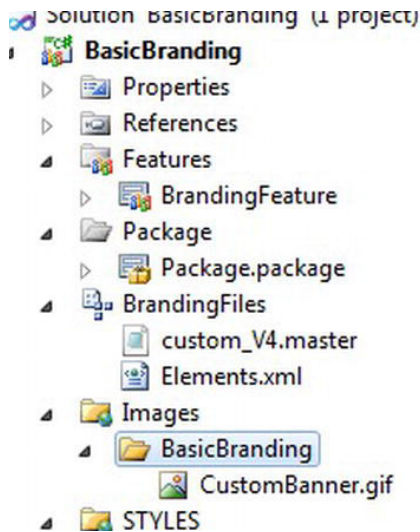 Solution 'BasicBranding' (1 project)
BasicBranding
Properties
References
Features
BrandingFeature
Package
Package.package
BrandingFiles
custom_V4.master
Elements.xml
Images
BasicBranding
CustomBanner.gif
STYLES